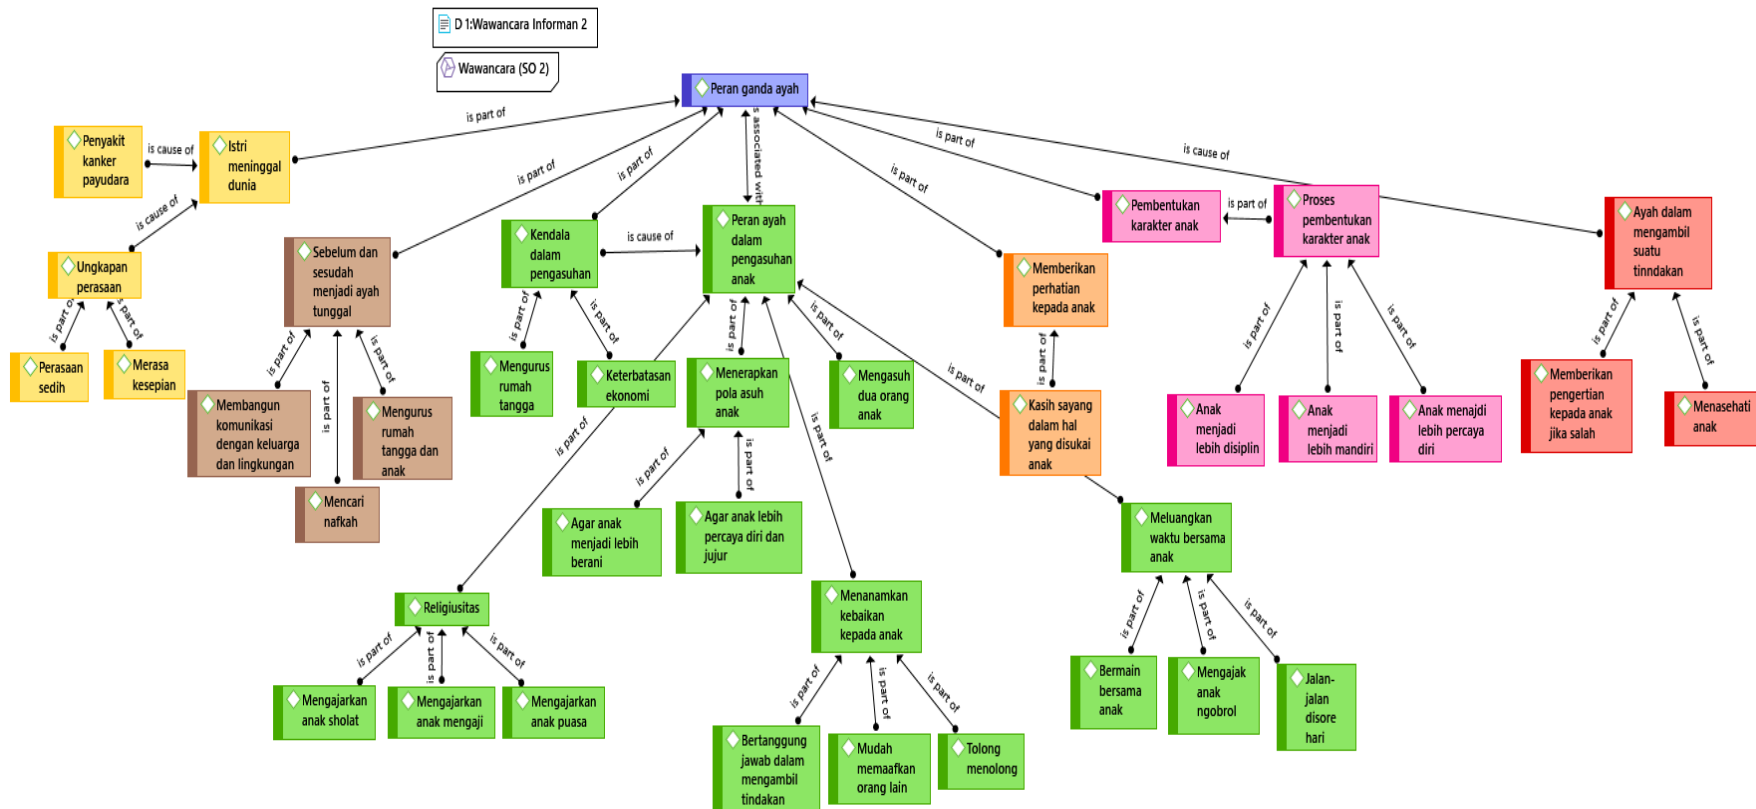 D 1:Wawancara Informan 2
Wawancara (SO 2)
Peran ganda ayah
is part of
is part of
is part of
is associated with
is part of
is part of
is cause of
Penyakit
kanker
payudara
is cause of
Istri
meninggal
dunia
is cause of
Ungkapan
perasaan
is part of
is part of
Perasaan
sedih
Merasa
kesepian
Sebelum dan
sesudah
menjadi ayah
tunggal
is part of
is part of
is part of
Membangun
komunikasi
dengan keluarga
dan lingkungan
Mencari
nafkah
Mengurus
rumah
tangga dan
anak
Kendala
dalam
pengasuhan
is cause of
is part of
is part of
Mengurus
rumah
tangga
Keterbatasan
ekonomi
Peran ayah
dalam
pengasuhan
anak
is part of
is part of
is part of
is part of
is part of
Menerapkan
pola asuh
anak
Mengasuh
dua orang
anak
is part of
is part of
Agar anak
menjadi lebih
berani
Agar anak lebih
percaya diri dan
jujur
Religiusitas
is part of
is part of
is part of
Mengajarkan
anak sholat
Mengajarkan
anak mengaji
Mengajarkan
anak puasa
Menanamkan
kebaikan
kepada anak
is part of
is part of
is part of
Bertanggung
jawab dalam
mengambil
tindakan
Mudah
memaafkan
orang lain
Tolong
menolong
Memberikan
perhatian
kepada anak
is part of
Kasih sayang
dalam hal
yang disukai
anak
Meluangkan
waktu bersama
anak
is part of
is part of
is part of
Bermain
bersama
anak
Mengajak
anak
ngobrol
Jalan-
jalan
disore
hari
Pembentukan
karakter anak
is part of
Proses
pembentukan
karakter anak
is part of
is part of
is part of
Anak
menjadi
lebih disiplin
Anak
menjadi
lebih mandiri
Anak menajdi
lebih percaya
diri
Ayah dalam
mengambil
suatu
tinndakan
is part of
is part of
Memberikan
pengertian
kepada anak
jika salah
Menasehati
anak